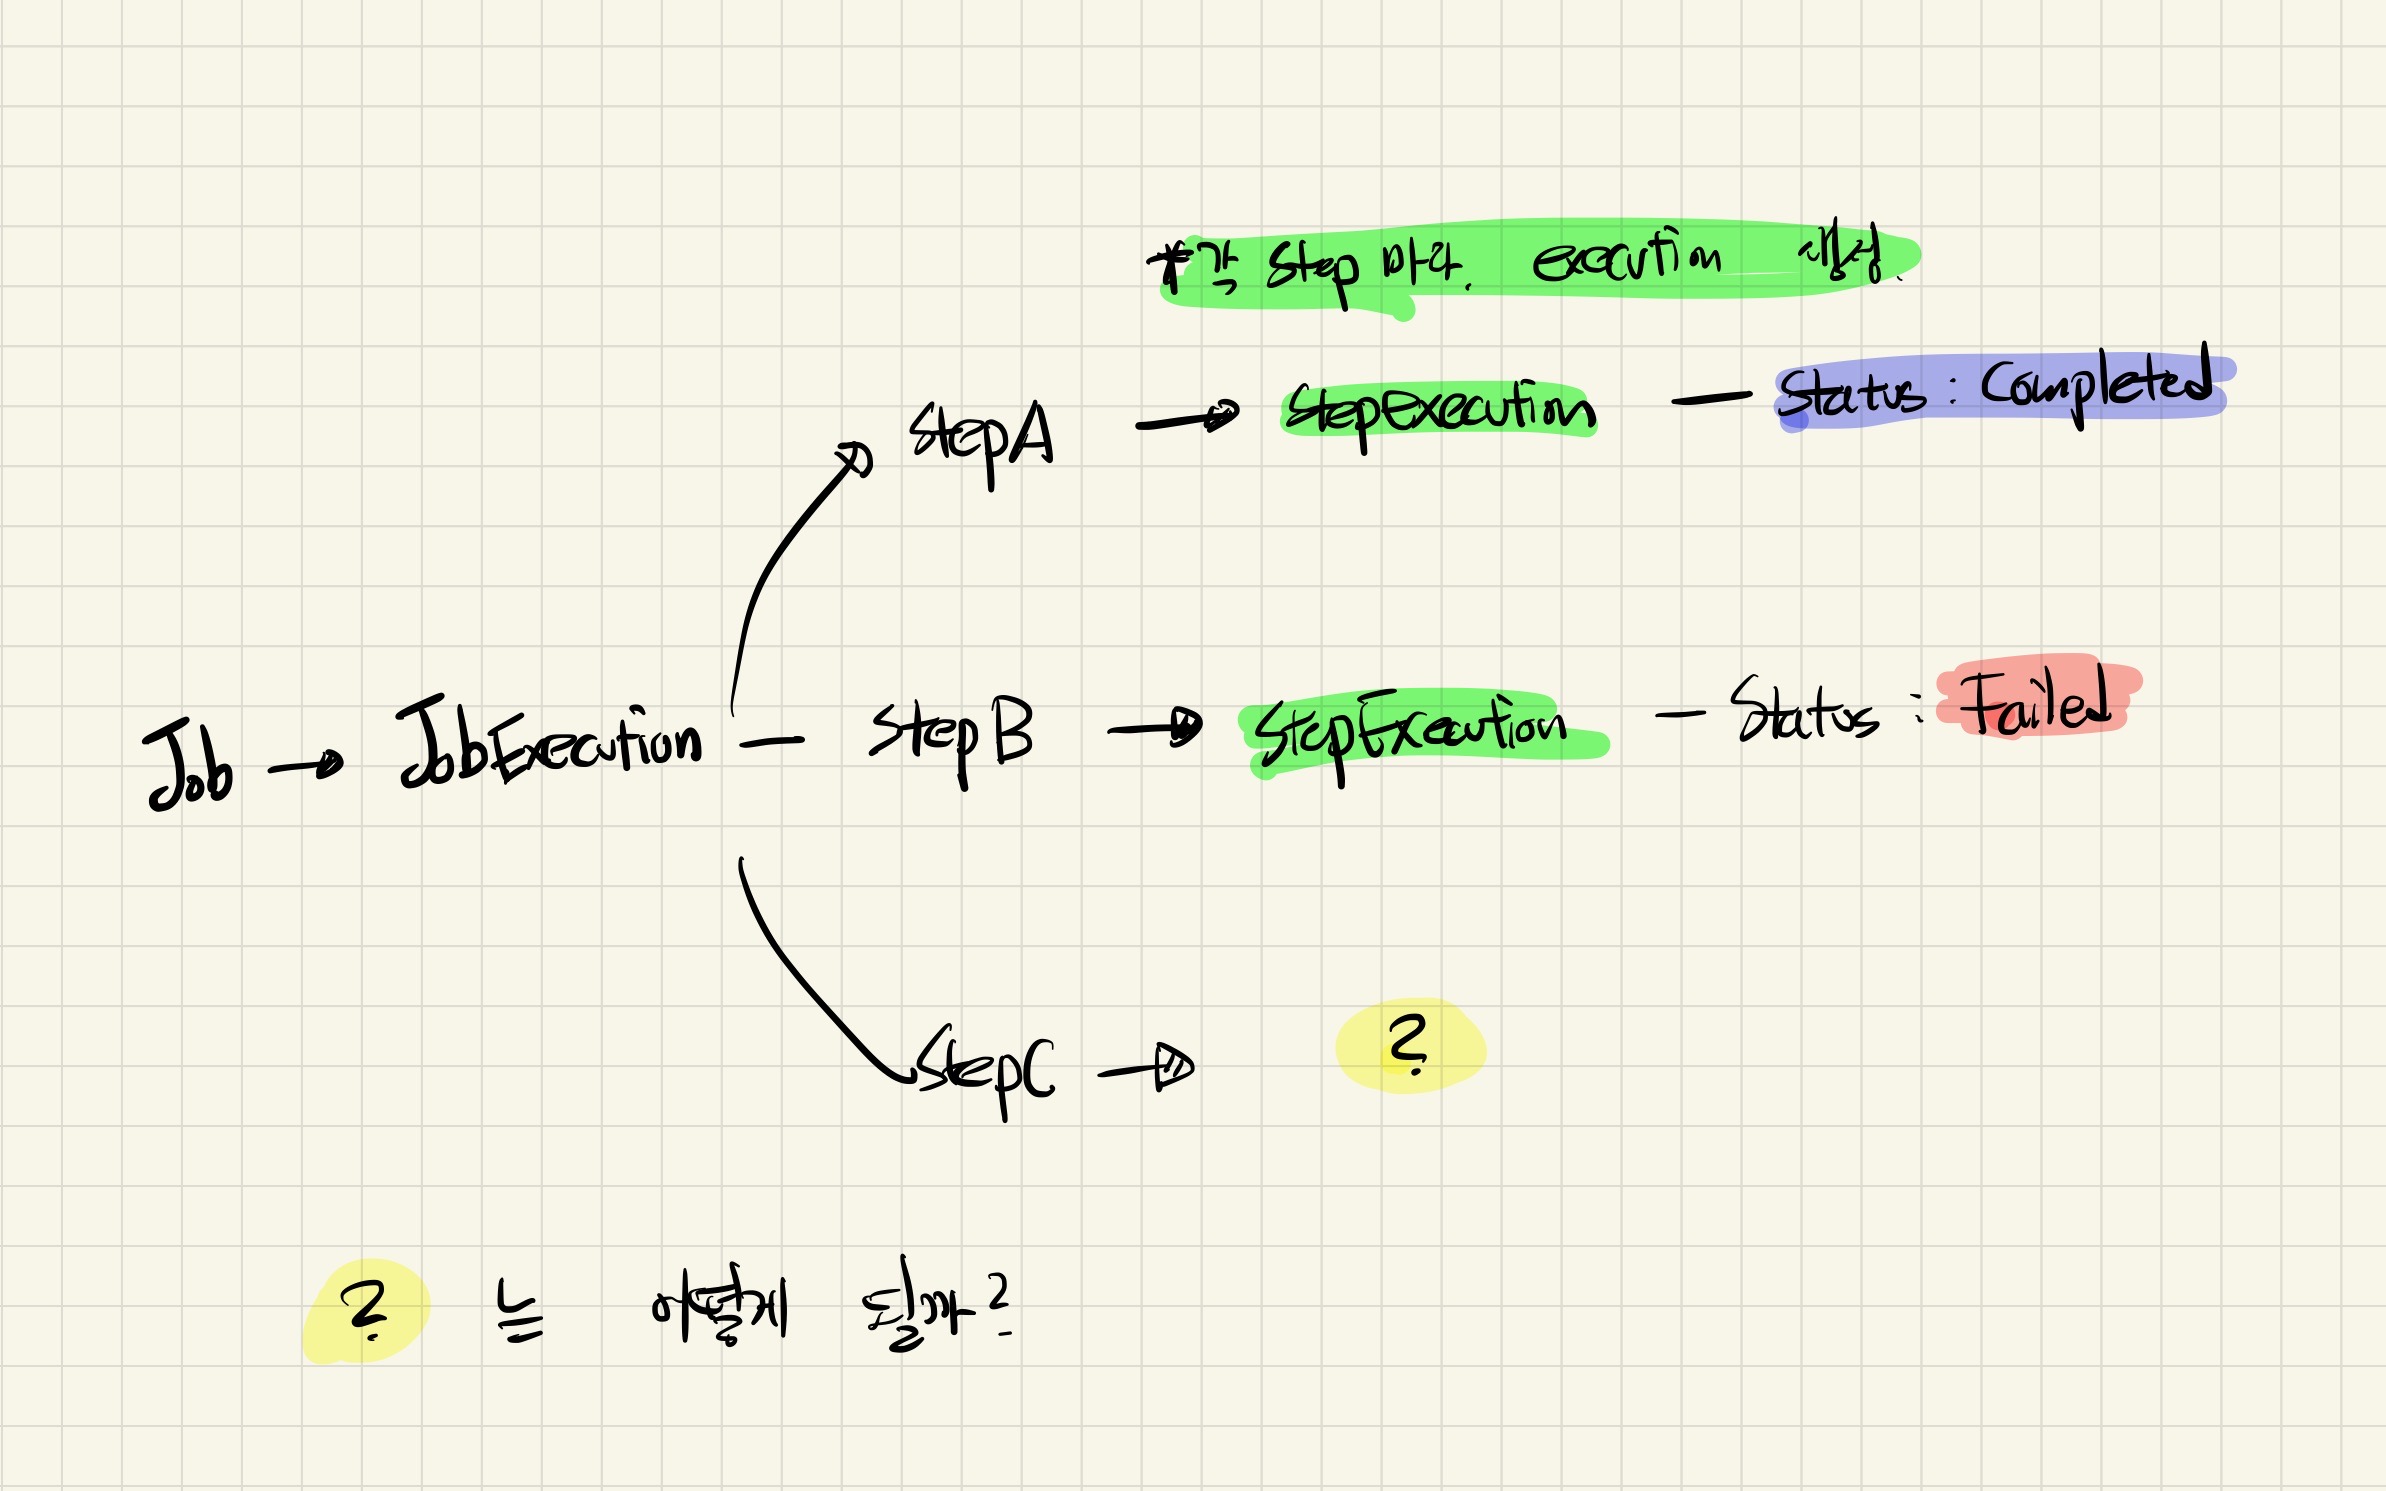 * 각 step 마다. execution 생성.
StepA → StepExecution — Status : Completed
Job → JobExecution — StepB → StepExecution — Status : Failed
StepC → ?
? 는 어떻게 될까?